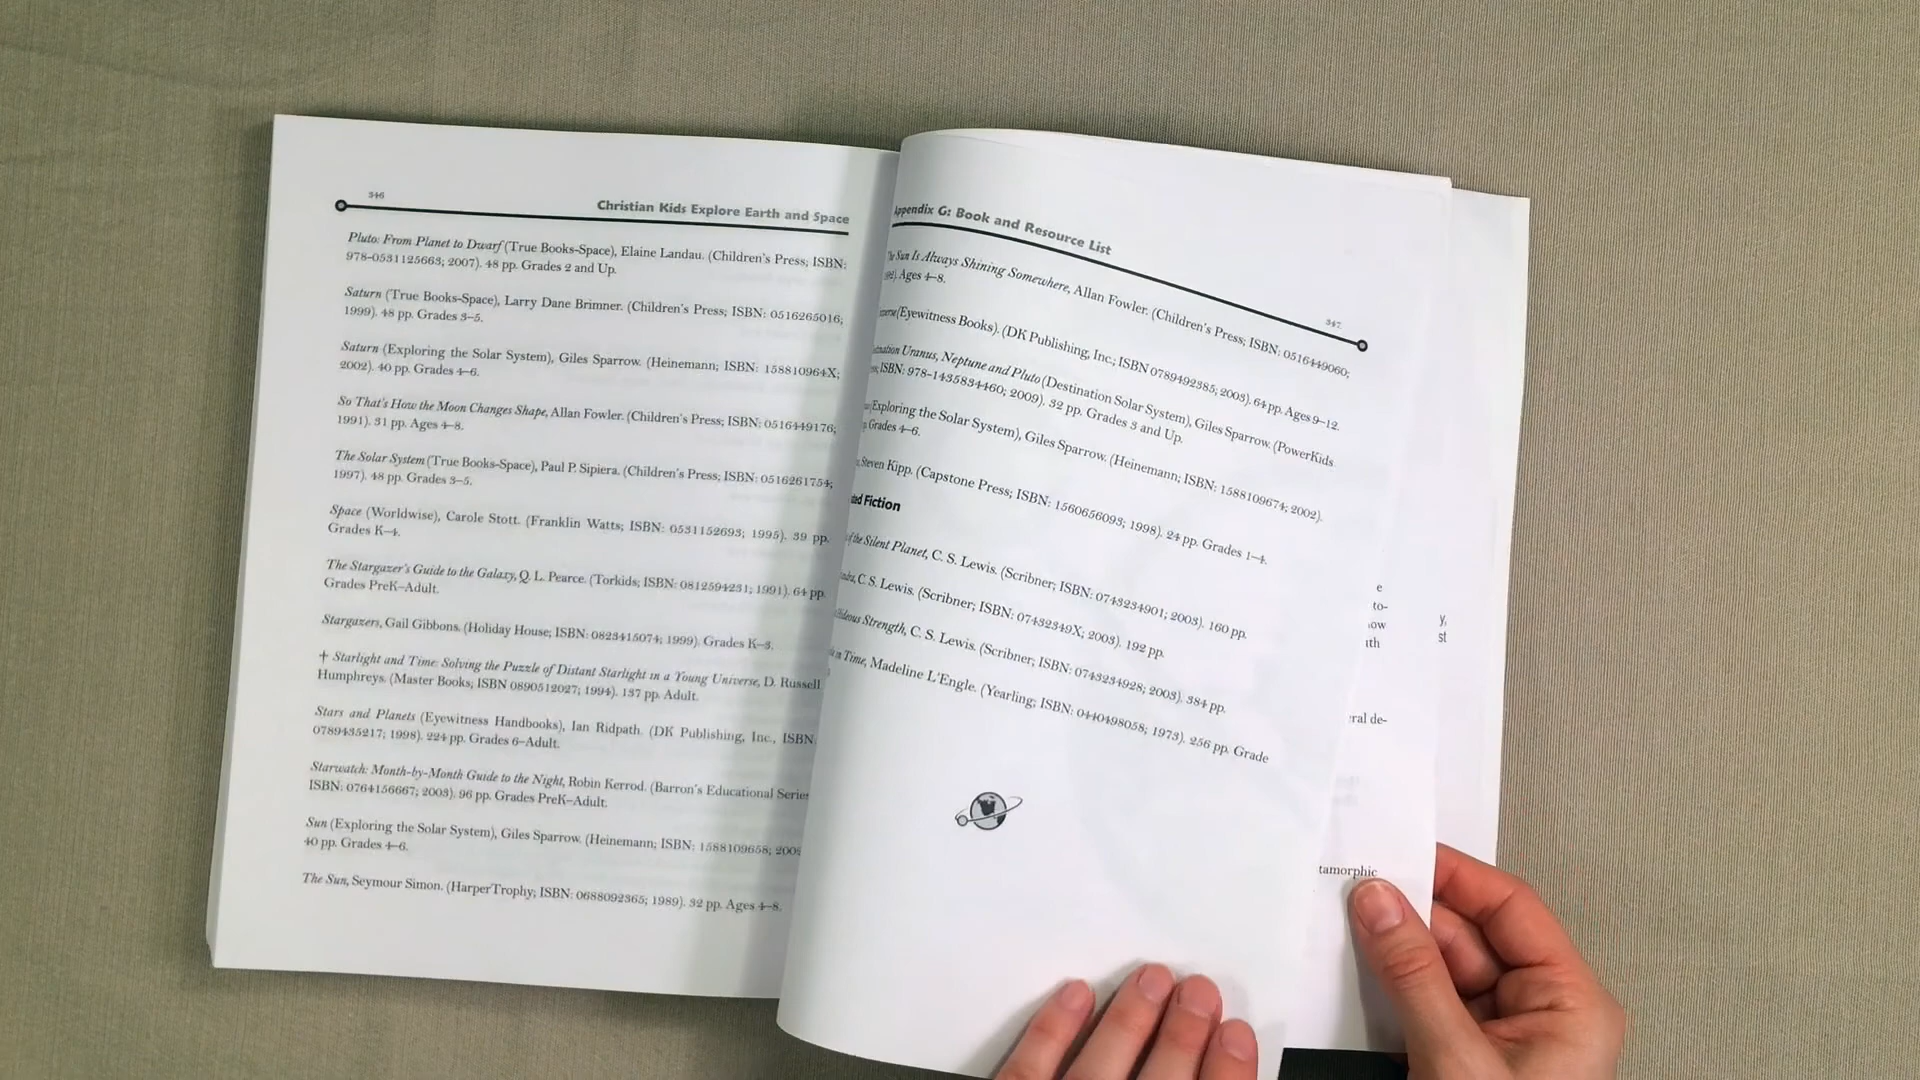 346
Christian Kids Explore Earth and Space
Pluto: From Planet to Dwarf (True Books-Space), Elaine Landau. (Children's Press; ISBN:
978-0531125663; 2007). 48 pp. Grades 2 and Up.
Saturn (True Books-Space), Larry Dane Brimner. (Children's Press; ISBN: 0516265016;
1999). 48 pp. Grades 3–5.
Saturn (Exploring the Solar System), Giles Sparrow. (Heinemann; ISBN: 158810964X;
2002). 40 pp. Grades 4–6.
So That's How the Moon Changes Shape, Allan Fowler. (Children's Press; ISBN: 0516449176;
1991). 31 pp. Ages 4–8.
The Solar System (True Books-Space), Paul P. Sipiera. (Children's Press; ISBN: 0516261754;
1997). 48 pp. Grades 3–5.
Space (Worldwise), Carole Stott. (Franklin Watts; ISBN: 0531152693; 1995). 39 pp.
Grades K–4.
The Stargazer's Guide to the Galaxy, Q. L. Pearce. (Torkids; ISBN: 0812594231; 1991). 64 pp.
Grades PreK–Adult.
Stargazers, Gail Gibbons. (Holiday House; ISBN: 0823415074; 1999). Grades K–3.
† Starlight and Time: Solving the Puzzle of Distant Starlight in a Young Universe, D. Russell
Humphreys. (Master Books; ISBN 0890512027; 1994). 137 pp. Adult.
Stars and Planets (Eyewitness Handbooks), Ian Ridpath. (DK Publishing, Inc., ISBN:
0789435217; 1998). 224 pp. Grades 6–Adult.
Starwatch: Month-by-Month Guide to the Night, Robin Kerrod. (Barron's Educational Series
ISBN: 0764156667; 2003). 96 pp. Grades PreK–Adult.
Sun (Exploring the Solar System), Giles Sparrow. (Heinemann; ISBN: 1588109658; 200
40 pp. Grades 4–6.
The Sun, Seymour Simon. (HarperTrophy; ISBN: 0688092365; 1989). 32 pp. Ages 4–8.
Appendix G: Book and Resource List
347
Sun Is Always Shining Somewhere, Allan Fowler. (Children's Press; ISBN: 0516449060;
Ages 4–8.
(Eyewitness Books). (DK Publishing, Inc.; ISBN 0789492385; 2003). 64 pp. Ages 9–12.
Uranus, Neptune and Pluto (Destination Solar System), Giles Sparrow. (PowerKids
ISBN: 978-1435834460; 2009). 32 pp. Grades 3 and Up.
(Exploring the Solar System), Giles Sparrow. (Heinemann; ISBN: 1588109674; 2002).
Grades 4–6.
Steven Kipp. (Capstone Press; ISBN: 1560656093; 1998). 24 pp. Grades 1–4.
ted Fiction
of the Silent Planet, C. S. Lewis. (Scribner; ISBN: 0743234901; 2003). 160 pp.
C. S. Lewis. (Scribner; ISBN: 07432349X; 2003). 192 pp.
Strength, C. S. Lewis. (Scribner; ISBN: 0743234928; 2003). 384 pp.
in Time, Madeline L'Engle. (Yearling; ISBN: 0440498058; 1973). 256 pp. Grade
e
to-
ow
th
ral de-
tamorphic
y,
st